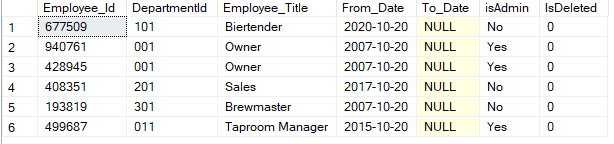 Employee_Id DepartmentId Employee_Title From_Date To_Date isAdmin IsDeleted
1 677509 101 Biertender 2020-10-20 NULL No 0
2 940761 001 Owner 2007-10-20 NULL Yes 0
3 428945 001 Owner 2007-10-20 NULL Yes 0
4 408351 201 Sales 2017-10-20 NULL No 0
5 193819 301 Brewmaster 2007-10-20 NULL No 0
6 499687 011 Taproom Manager 2015-10-20 NULL Yes 0